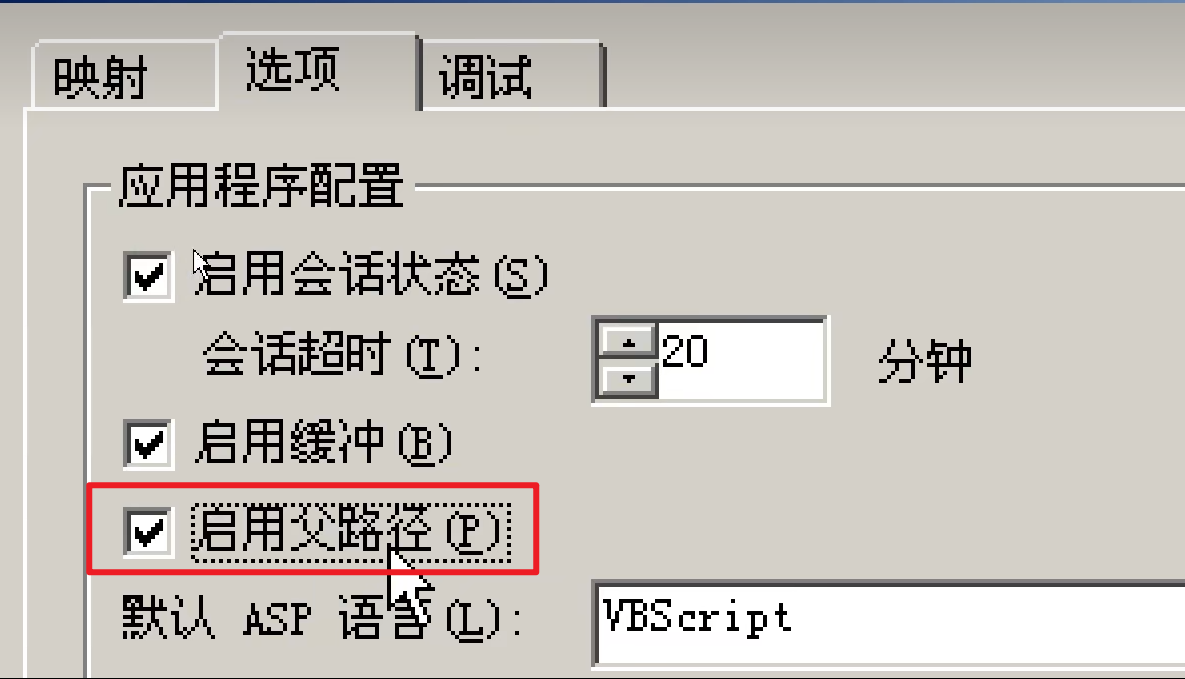 映射 选项 调试
应用程序配置
启用会话状态(S)
会话超时(T): 20 分钟
启用缓冲(B)
启用父路径(P)
默认 ASP 语言(L): VBScript